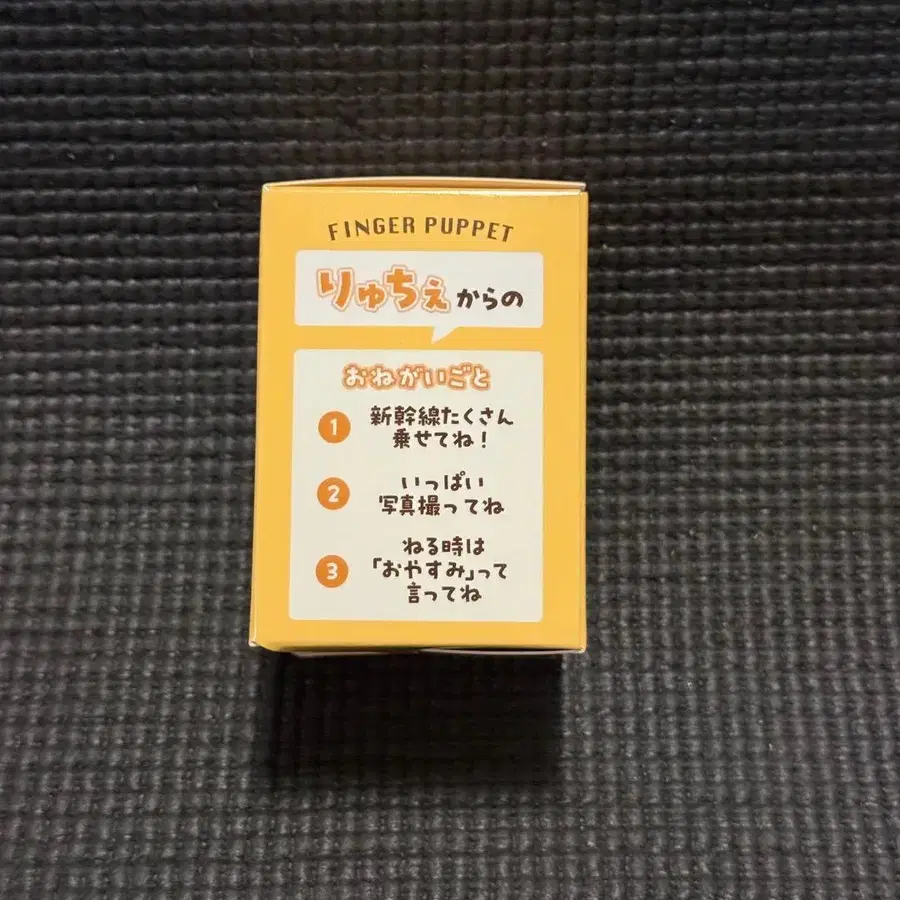 FINGER PUPPET
りゅちぇからの
おねがいごと
1 新幹線たくさん
乗せてね！
2 いっぱい
写真撮ってね
3 ねる時は
「おやすみ」って
言ってね